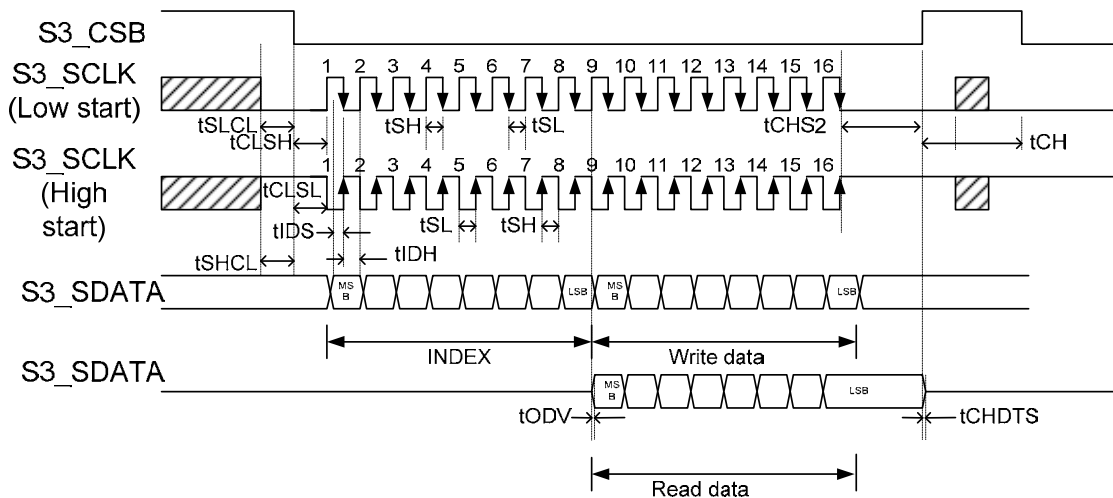 S3_CSB
S3_SCLK
(Low start)
1 2 3 4 5 6 7 8 9 10 11 12 13 14 15 16
tSLCL
tSH
tSL
tCHS2
tCLSH
tCH
S3_SCLK
(High
start)
1 2 3 4 5 6 7 8 9 10 11 12 13 14 15 16
tCLSL
tSL
tSH
tIDS
tIDH
tSHCL
S3_SDATA
MS
B
LSB
MS
B
LSB
INDEX
Write data
S3_SDATA
MS
B
LSB
tODV
tCHDTS
Read data